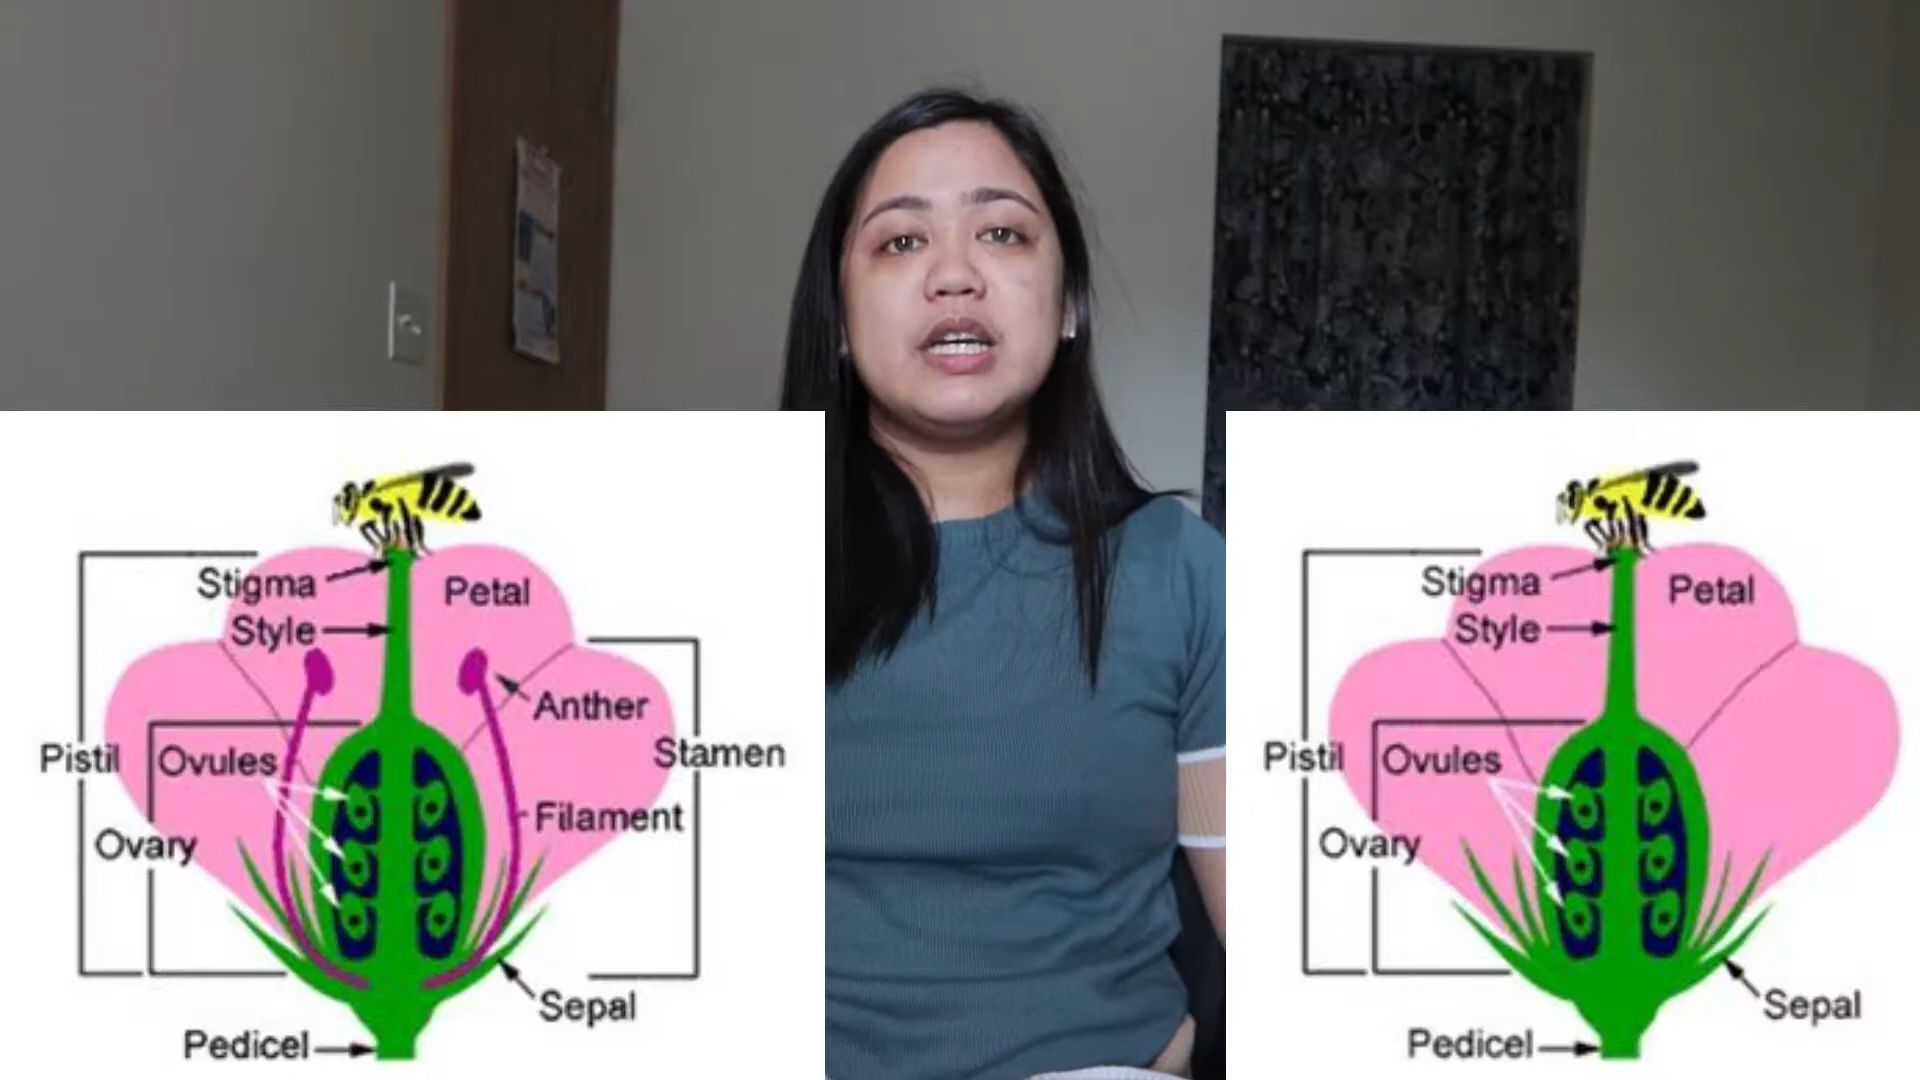 Stigma
Petal
Style
Anther
Pistil
Ovules
Stamen
Filament
Ovary
Sepal
Pedicel
Stigma
Petal
Style
Pistil
Ovules
Ovary
Sepal
Pedicel